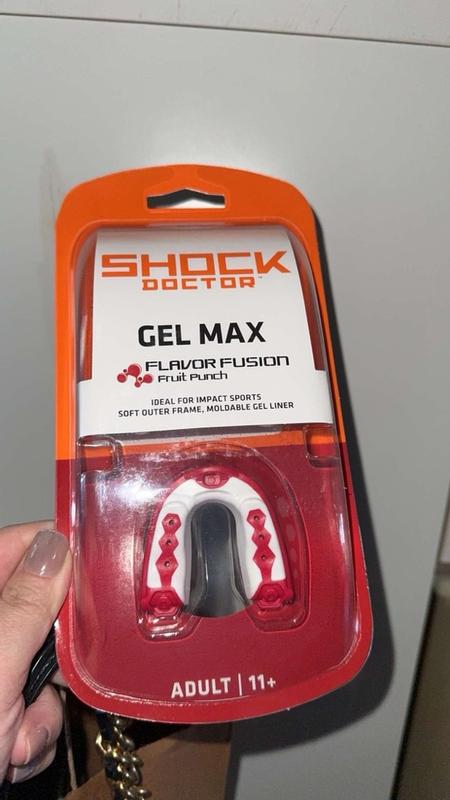 SHOCK
DOCTOR™
GEL MAX
FLAVOR FUSION
Fruit Punch
IDEAL FOR IMPACT SPORTS
SOFT OUTER FRAME, MOLDABLE GEL LINER
ADULT | 11+